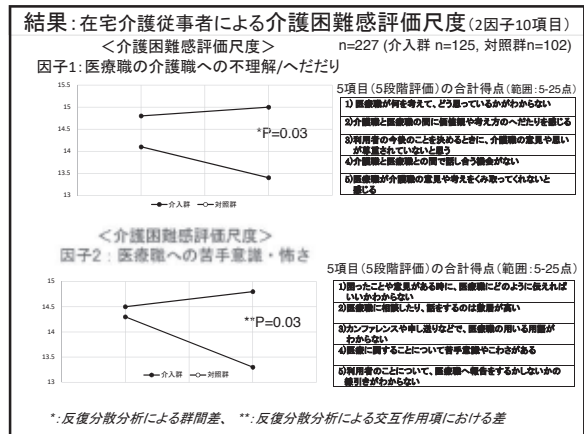 結果:在宅介護従事者による介護困難感評価尺度(2因子10項目)
<介護困難感評価尺度>
n=227 (介入群 n=125, 対照群n=102)
因子1:医療職の介護職への不理解/へだだり
5項目(5段階評価)の合計得点(範囲:5-25点)
15.5
15
14.5
14
13.5
13
*P=0.03
介入群 対照群
1) 医療職が何を考えて、どう思っているかがわからない
2)介護職と医療職の間に価値観や考え方のへだたりを感じる
3)利用者の今後のことを決めるときに、介護職の意見や思い
が尊重されていないと思う
4)介護職と医療職との間で話し合う機会がない
5)医療職が介護職の意見や考えをくみ取ってくれないと
感じる
<介護困難感評価尺度>
因子2:医療職への苦手意識・怖さ
5項目(5段階評価)の合計得点(範囲:5-25点)
15
14.5
14
13.5
13
**P=0.03
介入群 対照群
1)困ったことや意見がある時に、医療職にどのように伝えれば
いいかわからない
2)医療職に相談したり、話をするのは敷居が高い
3)カンファレンスや申し送りなどで、医療職の用いる用語が
わからない
4)医療に関することについて苦手意識やこわさがある
5)利用者のことについて、医療職へ報告をするかしないかの
線引きがわからない
*:反復分散分析による群間差、 **:反復分散分析による交互作用項における差